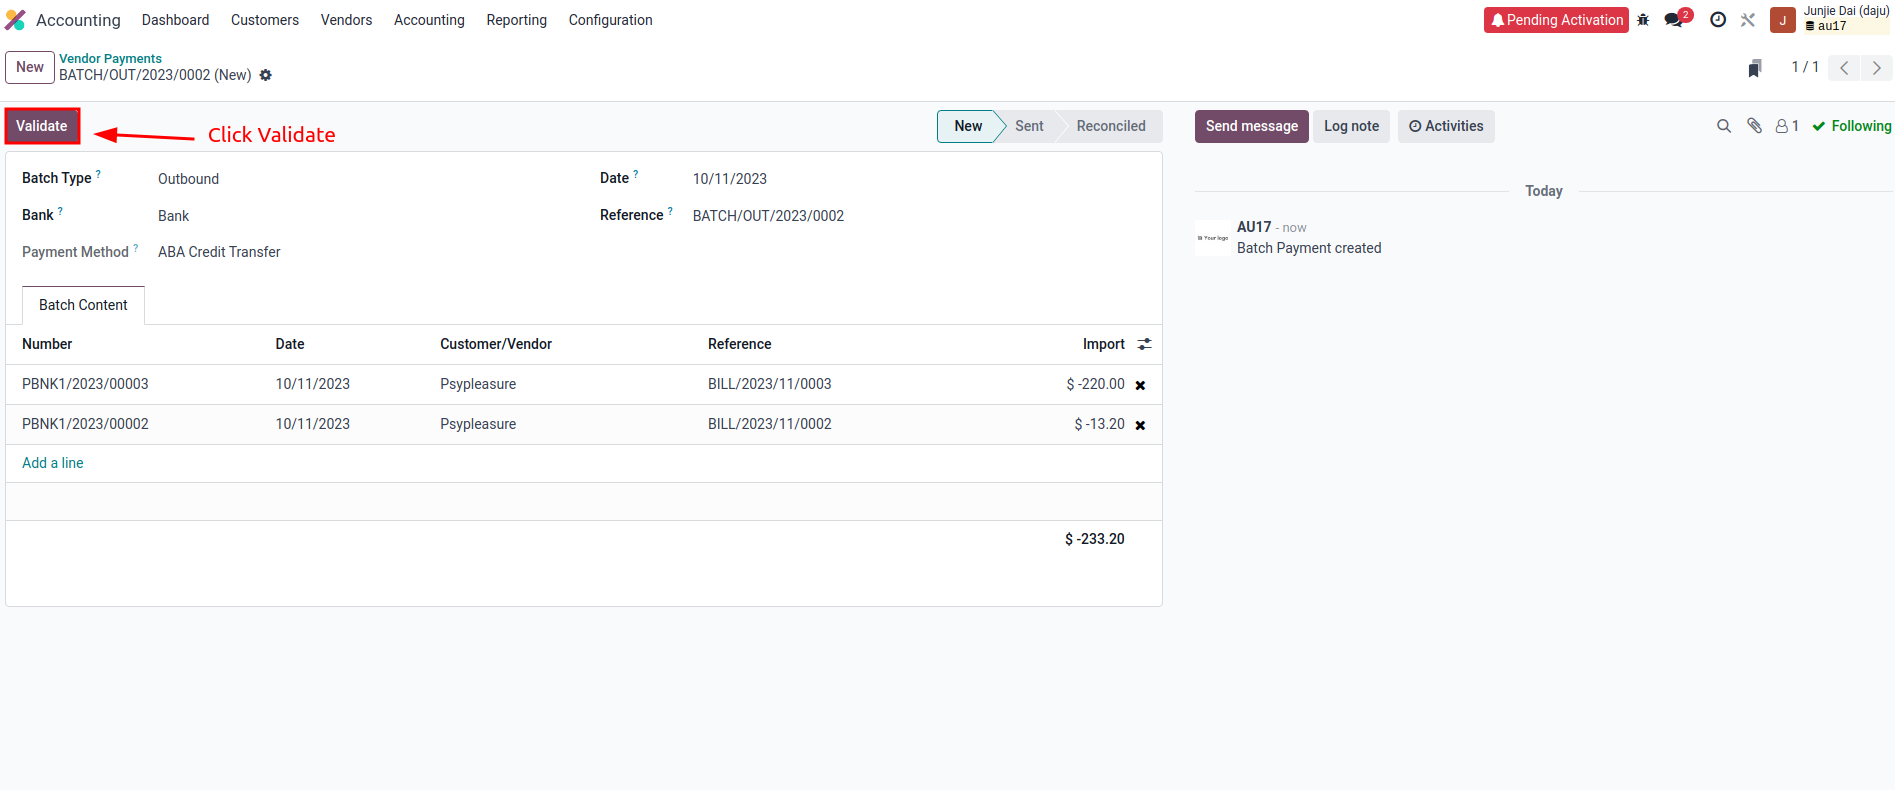 Accounting Dashboard Customers Vendors Accounting Reporting Configuration
Pending Activation 2 J Junjie Dai (daju)
au17
New Vendor Payments
BATCH/OUT/2023/0002 (New)
1 / 1
Validate Click Validate New Sent Reconciled
Send message Log note Activities 1 Following
Batch Type ? Outbound Date ? 10/11/2023
Bank ? Bank Reference ? BATCH/OUT/2023/0002
Payment Method ? ABA Credit Transfer
Batch Content
Number Date Customer/Vendor Reference Import
PBNK1/2023/00003 10/11/2023 Psypleasure BILL/2023/11/0003 $ -220.00
PBNK1/2023/00002 10/11/2023 Psypleasure BILL/2023/11/0002 $ -13.20
Add a line
$ -233.20
Today
Your logo
AU17 - now
Batch Payment created